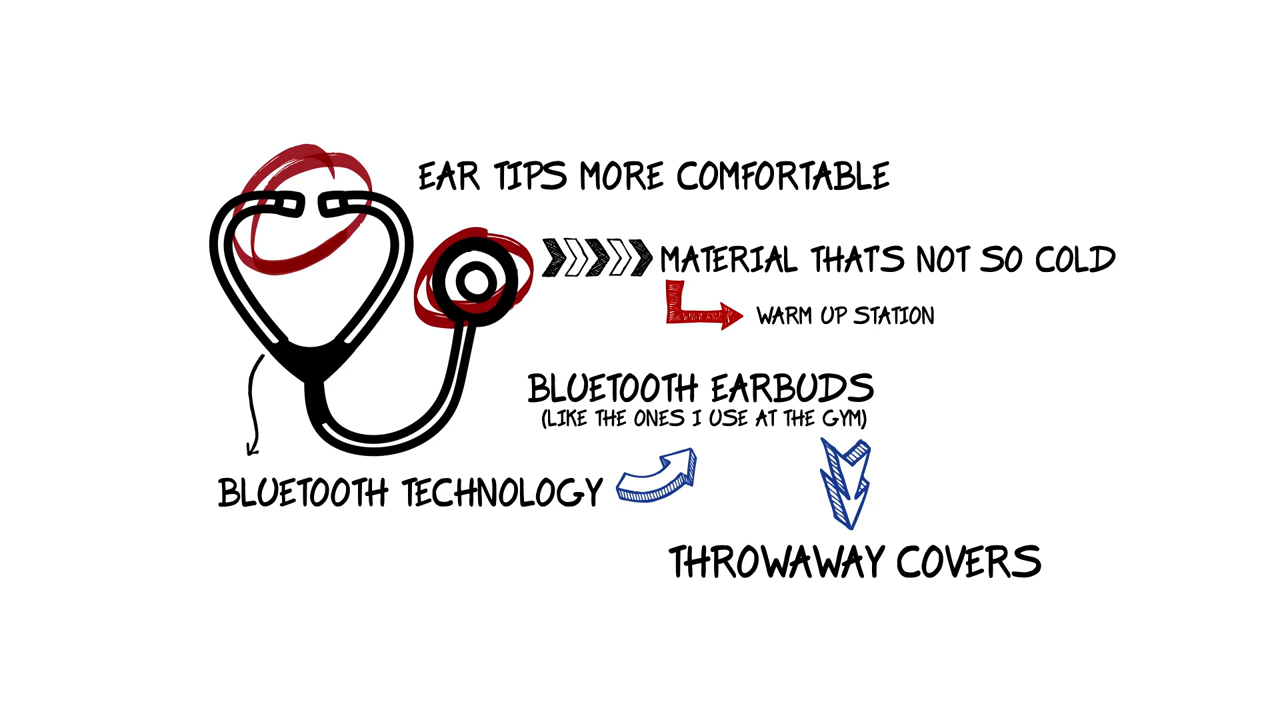 EAR TIPS MORE COMFORTABLE
MATERIAL THAT'S NOT SO COLD
WARM UP STATION
BLUETOOTH EARBUDS
(LIKE THE ONES I USE AT THE GYM)
BLUETOOTH TECHNOLOGY
THROWAWAY COVERS